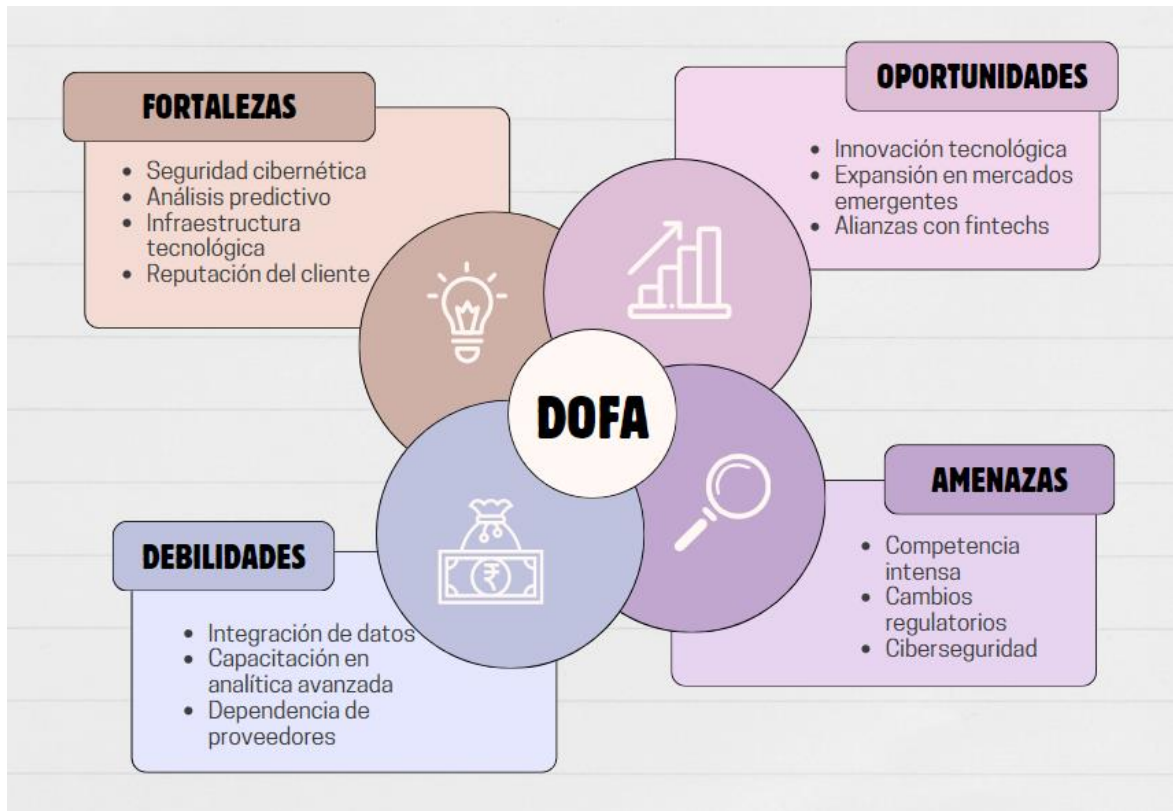 FORTALEZAS
• Seguridad cibernética
• Análisis predictivo
• Infraestructura
tecnológica
• Reputación del cliente
OPORTUNIDADES
• Innovación tecnológica
• Expansión en mercados
emergentes
• Alianzas con fintechs
DOFA
DEBILIDADES
• Integración de datos
• Capacitación en
analítica avanzada
• Dependencia de
proveedores
₹
AMENAZAS
• Competencia
intensa
• Cambios
regulatorios
• Ciberseguridad